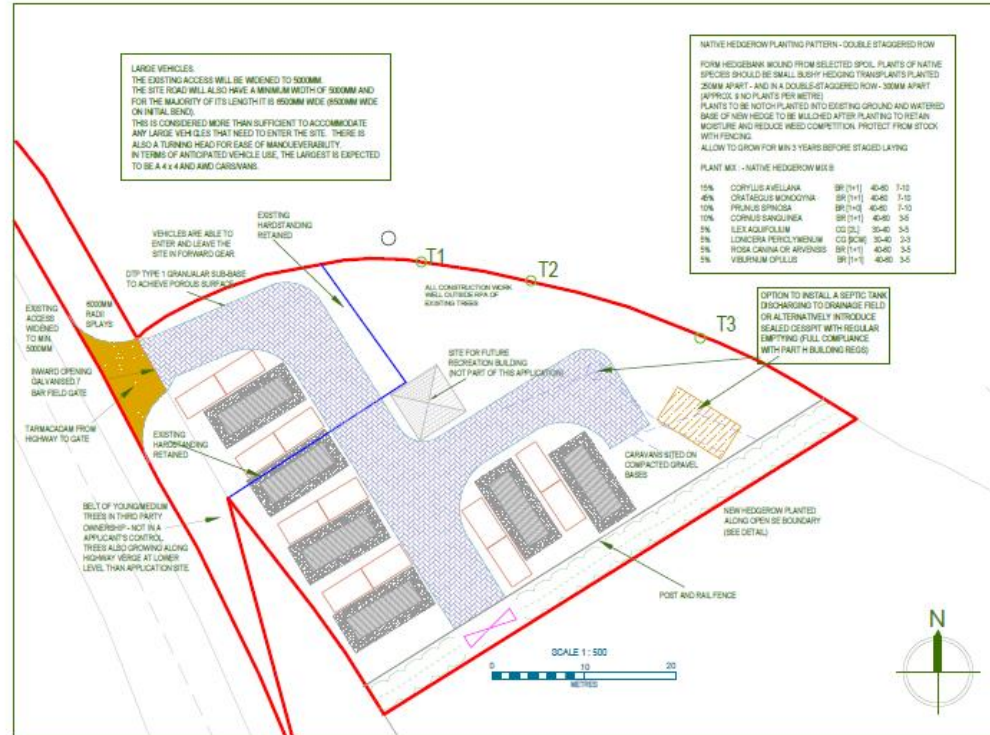 LARGE VEHICLES.
THE EXISTING ACCESS WILL BE WIDENED TO 5000MM.
THE SITE ROAD WILL ALSO HAVE A MINIMUM WIDTH OF 5000MM AND
FOR THE MAJORITY OF ITS LENGTH IT IS 6500MM WIDE (8500MM WIDE
ON INITIAL BEND).
THIS IS CONSIDERED MORE THAN SUFFICIENT TO ACCOMMODATE
ANY LARGE VEHICLES THAT NEED TO ENTER THE SITE. THERE IS
ALSO A TURNING HEAD FOR EASE OF MANOUEVERABILITY.
IN TERMS OF ANTICIPATED VEHICLE USE, THE LARGEST IS EXPECTED
TO BE A 4 x 4 AND AWD CARS/VANS.
NATIVE HEDGEROW PLANTING PATTERN - DOUBLE STAGGERED ROW
FORM HEDGEBANK MOUND FROM SELECTED SPOIL. PLANTS OF NATIVE
SPECIES SHOULD BE SMALL BUSHY HEDGING TRANSPLANTS PLANTED
250MM APART - AND IN A DOUBLE-STAGGERED ROW - 300MM APART
(APPROX. 9 NO PLANTS PER METRE)
PLANTS TO BE NOTCH PLANTED INTO EXISTING GROUND AND WATERED
BASE OF NEW HEDGE TO BE MULCHED AFTER PLANTING TO RETAIN
MOISTURE AND REDUCE WEED COMPETITION. PROTECT FROM STOCK
WITH FENCING.
ALLOW TO GROW FOR MIN 3 YEARS BEFORE STAGED LAYING
PLANT MIX : - NATIVE HEDGEROW MIX B
15% CORYLUS AVELLANA BR [1+1] 40-60 7-10
45% CRATAEGUS MONOGYNA BR [1+1] 40-60 7-10
10% PRUNUS SPINOSA BR [1+0] 40-60 7-10
10% CORNUS SANGUINEA BR [1+1] 40-60 3-5
5% ILEX AQUIFOLIUM CG [2L] 30-40 3-5
5% LONICERA PERICLYMENUM CG [9CM] 30-40 2-3
5% ROSA CANINA OR ARVENSIS BR [1+1] 40-60 3-5
5% VIBURNUM OPULUS BR [1+1] 40-60 3-5
EXISTING
HARDSTANDING
RETAINED
VEHICLES ARE ABLE TO
ENTER AND LEAVE THE
SITE IN FORWARD GEAR
DTP TYPE 1 GRANUALAR SUB-BASE
TO ACHIEVE POROUS SURFACE
T1
T2
T3
ALL CONSTRUCTION WORK
WELL OUTSIDE RPA OF
EXISTING TREES
OPTION TO INSTALL A SEPTIC TANK
DISCHARGING TO DRAINAGE FIELD
OR ALTERNATIVELY INTRODUCE
SEALED CESSPIT WITH REGULAR
EMPTYING (FULL COMPLIANCE
WITH PART H BUILDING REGS)
EXISTING
ACCESS
WIDENED
TO MIN.
5000MM
6000MM
RADII
SPLAYS
SITE FOR FUTURE
RECREATION BUILDING
(NOT PART OF THIS APPLICATION)
INWARD OPENING
GALVANISED 7
BAR FIELD GATE
TARMACADAM FROM
HIGHWAY TO GATE
EXISTING
HARDSTANDING
RETAINED
CARAVANS SITED ON
COMPACTED GRAVEL
BASES
BELT OF YOUNG/MEDIUM
TREES IN THIRD PARTY
OWNERSHIP - NOT IN A
APPLICANT'S CONTROL
TREES ALSO GROWING ALONG
HIGHWAY VERGE AT LOWER
LEVEL THAN APPLICATION SITE
NEW HEDGEROW PLANTED
ALONG OPEN SE BOUNDARY
(SEE DETAIL)
POST AND RAIL FENCE
SCALE 1 : 500
0 10 20
METRES
N